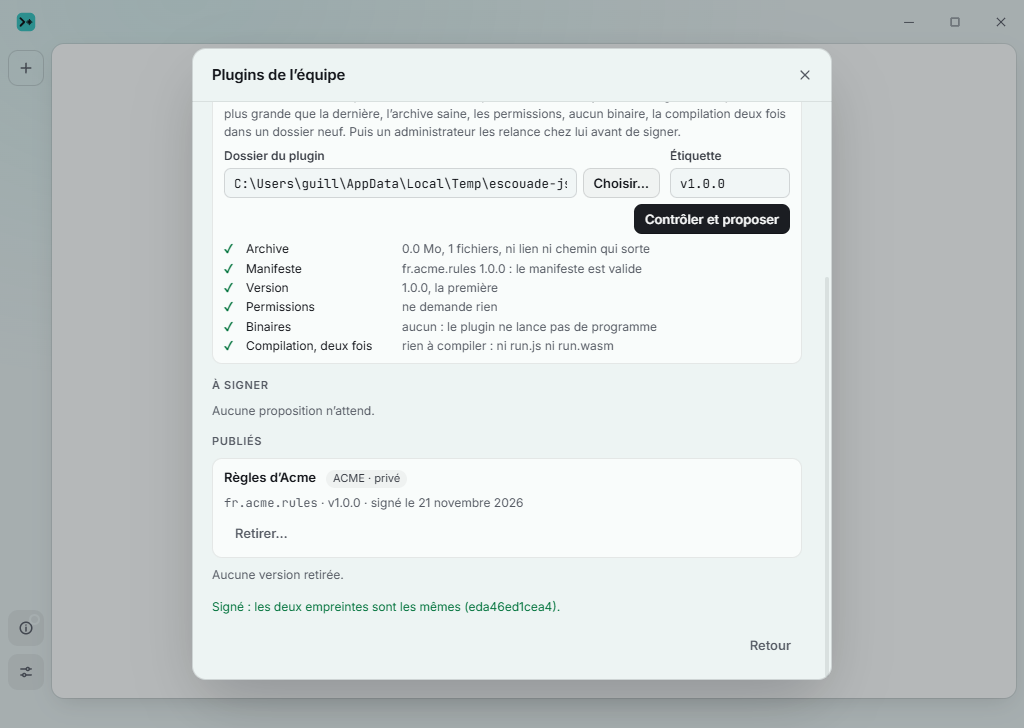 Plugins de l’équipe
plus grande que la dernière, l’archive saine, les permissions, aucun binaire, la compilation deux fois
dans un dossier neuf. Puis un administrateur les relance chez lui avant de signer.
Dossier du plugin
Étiquette
C:\Users\guill\AppData\Local\Temp\escouade-js
Choisir…
v1.0.0
Contrôler et proposer
✓ Archive 0.0 Mo, 1 fichiers, ni lien ni chemin qui sorte
✓ Manifeste fr.acme.rules 1.0.0 : le manifeste est valide
✓ Version 1.0.0, la première
✓ Permissions ne demande rien
✓ Binaires aucun : le plugin ne lance pas de programme
✓ Compilation, deux fois rien à compiler : ni run.js ni run.wasm
À SIGNER
Aucune proposition n’attend.
PUBLIÉS
Règles d’Acme ACME · privé
fr.acme.rules · v1.0.0 · signé le 21 novembre 2026
Retirer…
Aucune version retirée.
Signé : les deux empreintes sont les mêmes (eda46ed1cea4).
Retour